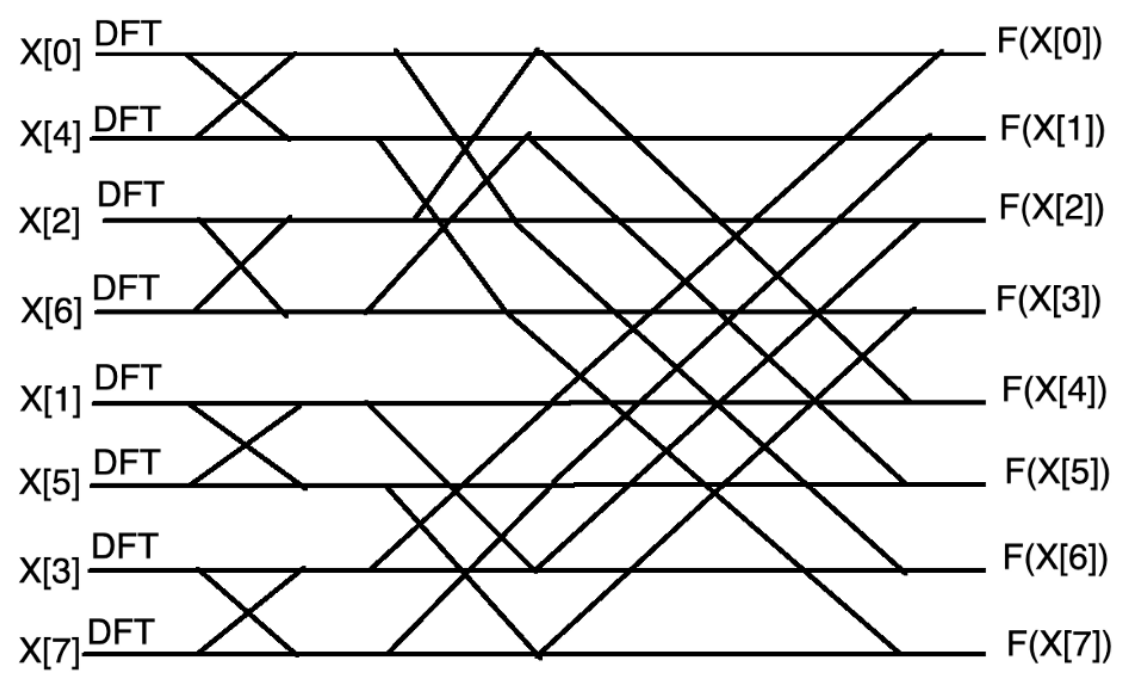 X[0] DFT F(X[0])
X[4] DFT F(X[1])
X[2] DFT F(X[2])
X[6] DFT F(X[3])
X[1] DFT F(X[4])
X[5] DFT F(X[5])
X[3] DFT F(X[6])
X[7] DFT F(X[7])